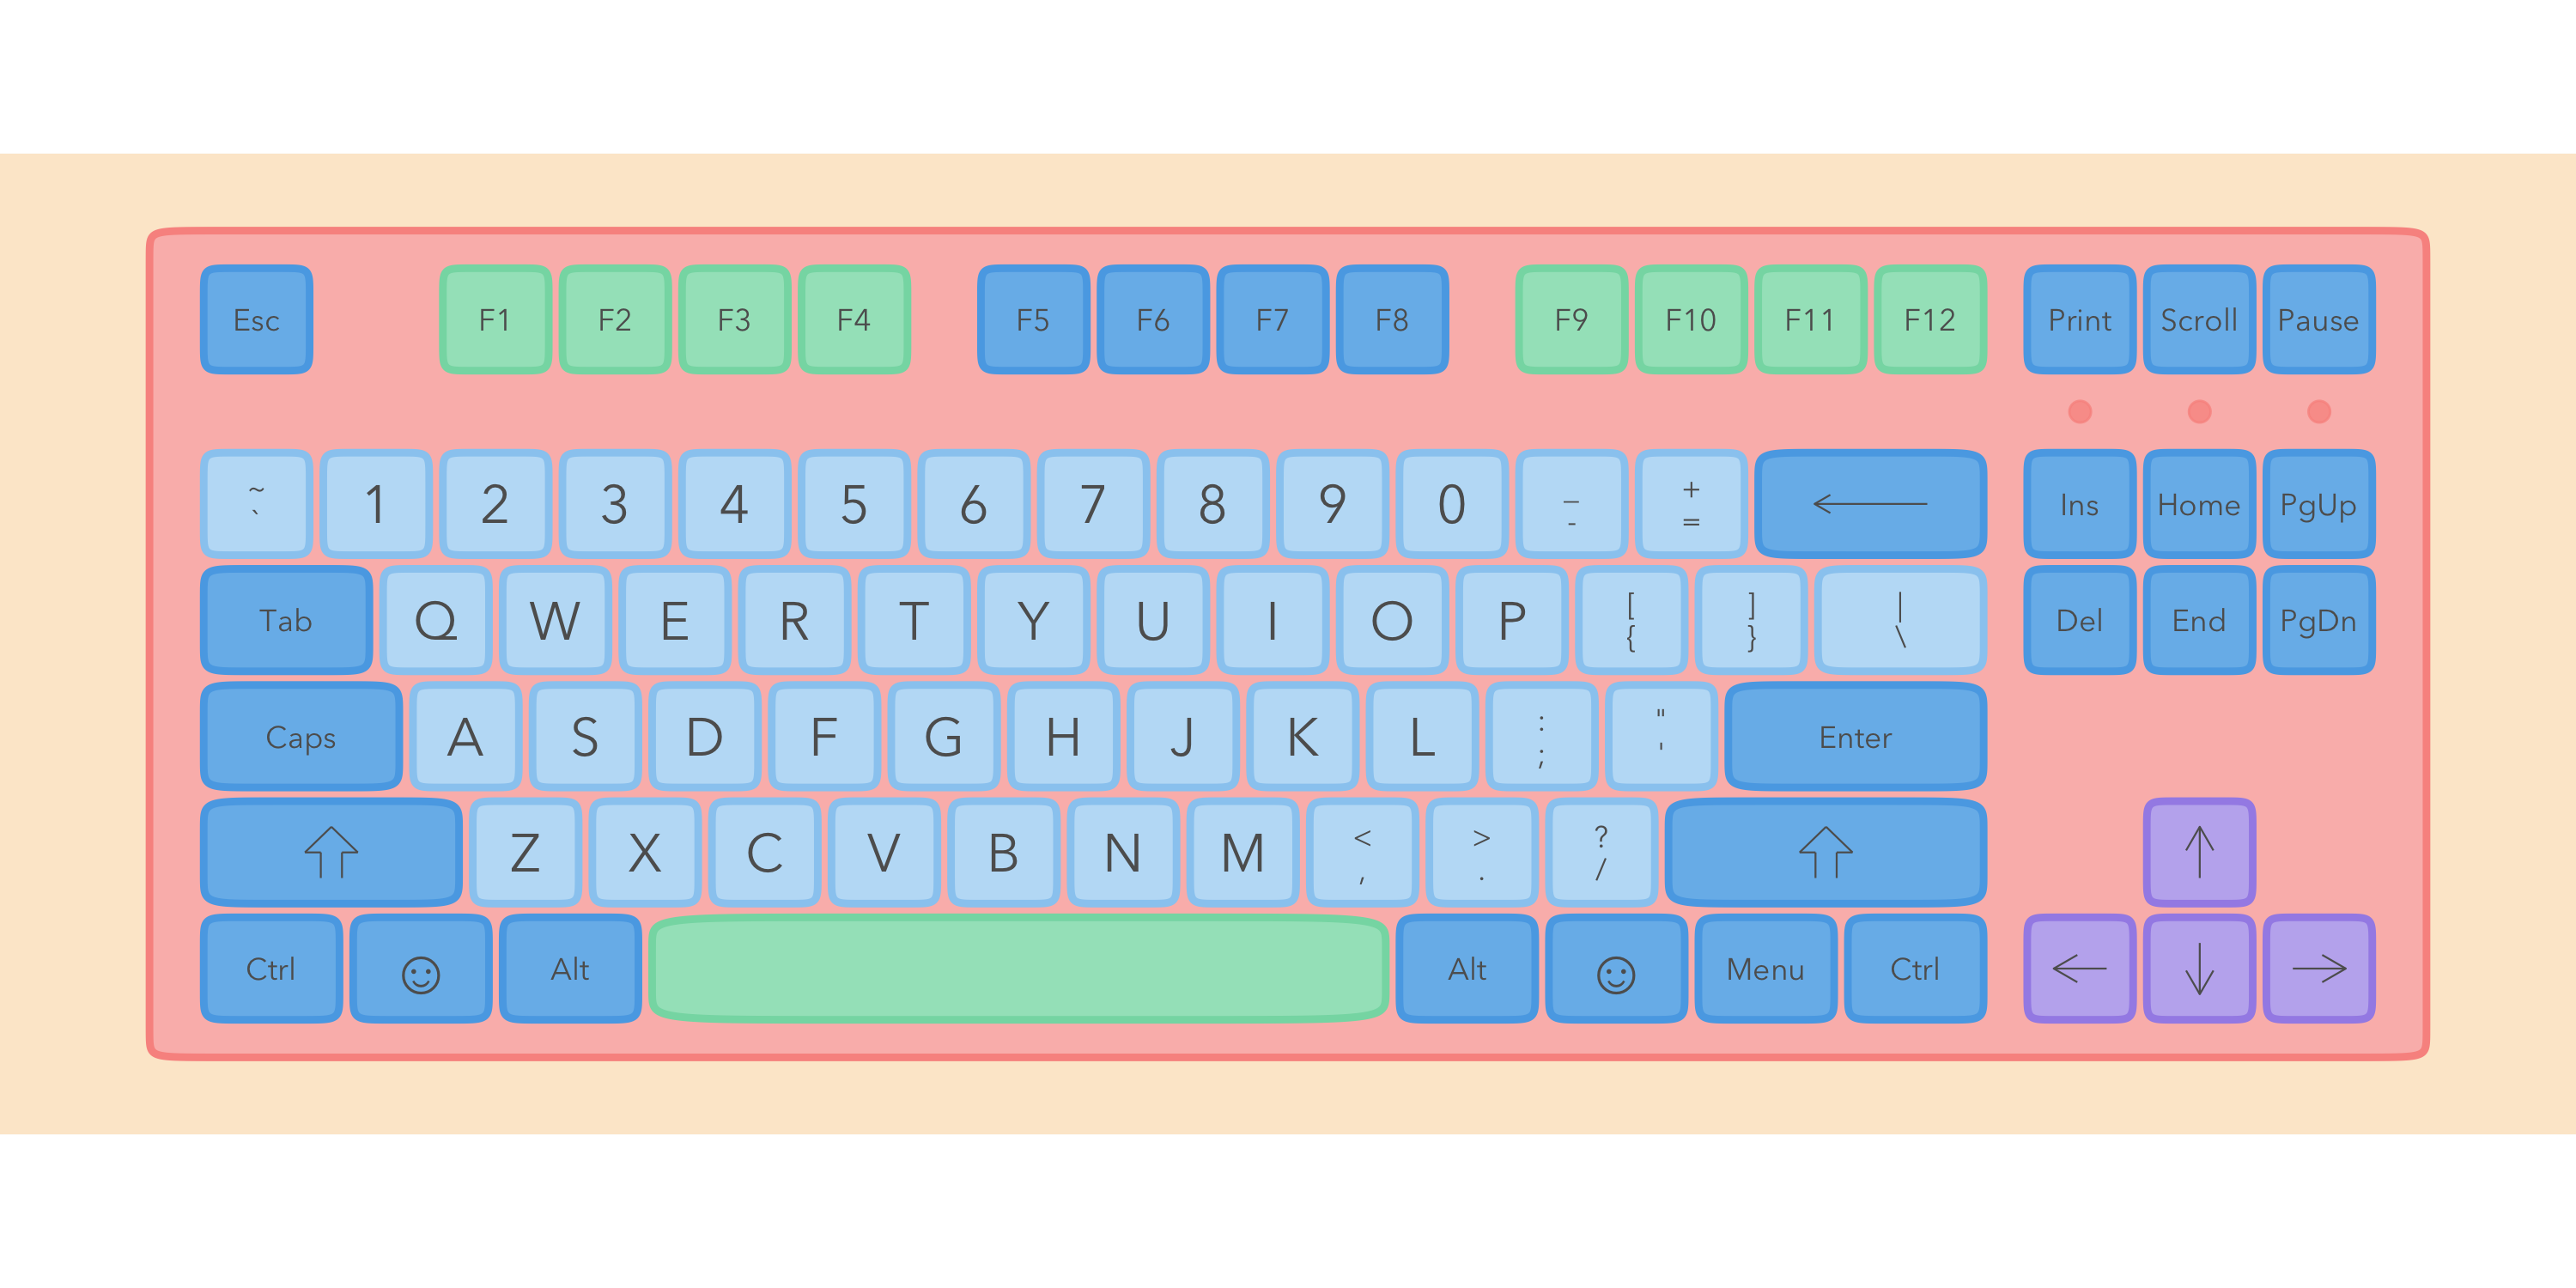 Esc F1 F2 F3 F4 F5 F6 F7 F8 F9 F10 F11 F12 Print Scroll Pause
~ ` 1 2 3 4 5 6 7 8 9 0 _ - + = ← Ins Home PgUp
Tab Q W E R T Y U I O P [ { ] } | \ Del End PgDn
Caps A S D F G H J K L : ; " ' Enter
⇧ Z X C V B N M < , > . ? / ⇧ ↑
Ctrl ☺ Alt Alt ☺ Menu Ctrl ← ↓ →